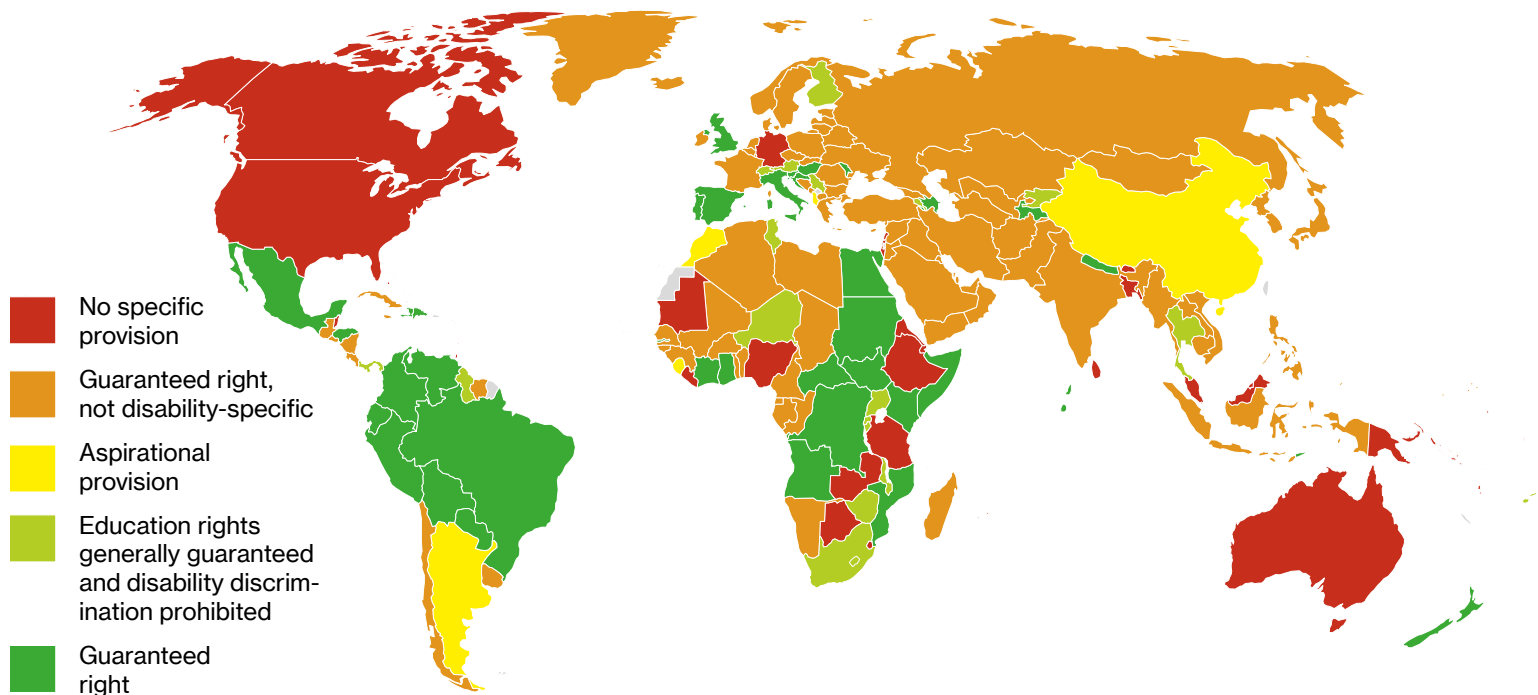 No specific
provision
Guaranteed right,
not disability-specific
Aspirational
provision
Education rights
generally guaranteed
and disability discrim-
ination prohibited
Guaranteed
right